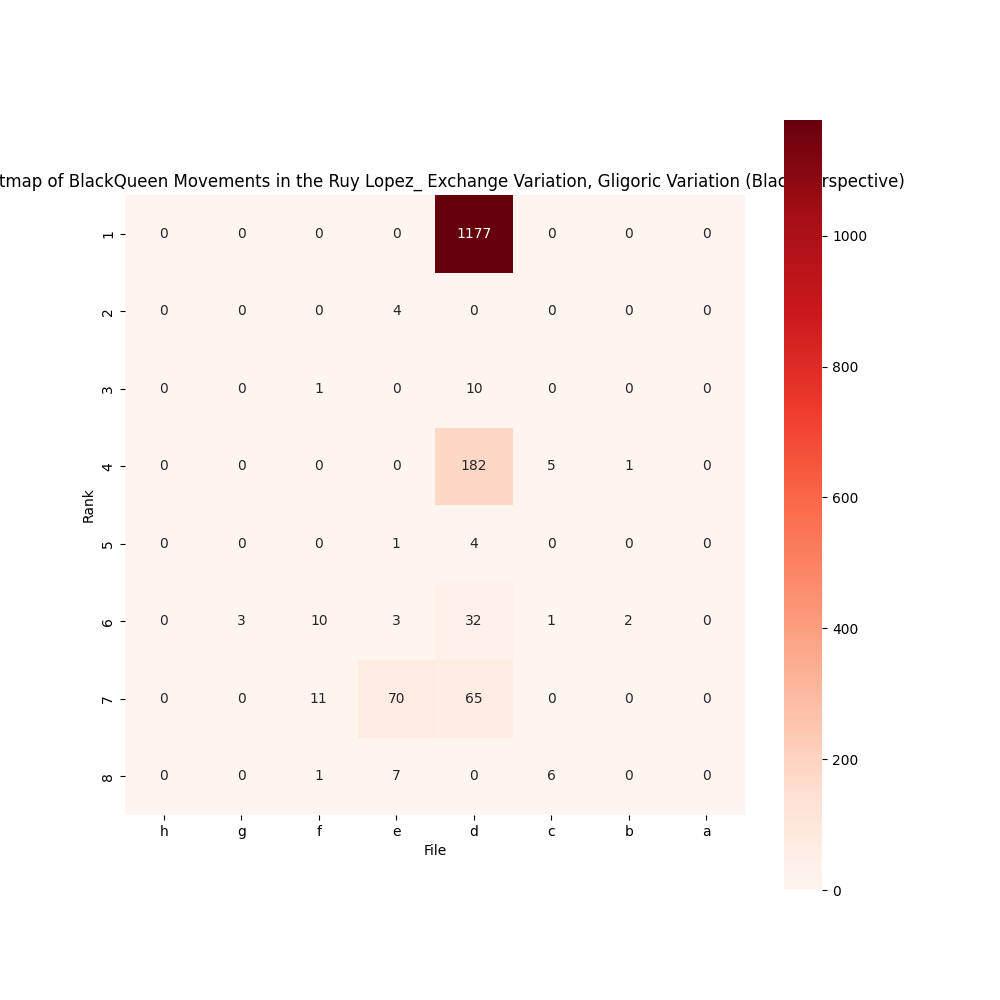 tmap of BlackQueen Movements in the Ruy Lopez_ Exchange Variation, Gligoric Variation (Blac rspective)
1 0 0 0 0 1177 0 0 0
2 0 0 0 4 0 0 0 0
3 0 0 1 0 10 0 0 0
4 0 0 0 0 182 5 1 0
5 0 0 0 1 4 0 0 0
6 0 3 10 3 32 1 2 0
7 0 0 11 70 65 0 0 0
8 0 0 1 7 0 6 0 0
h g f e d c b a
File
Rank
1000
800
600
400
200
0